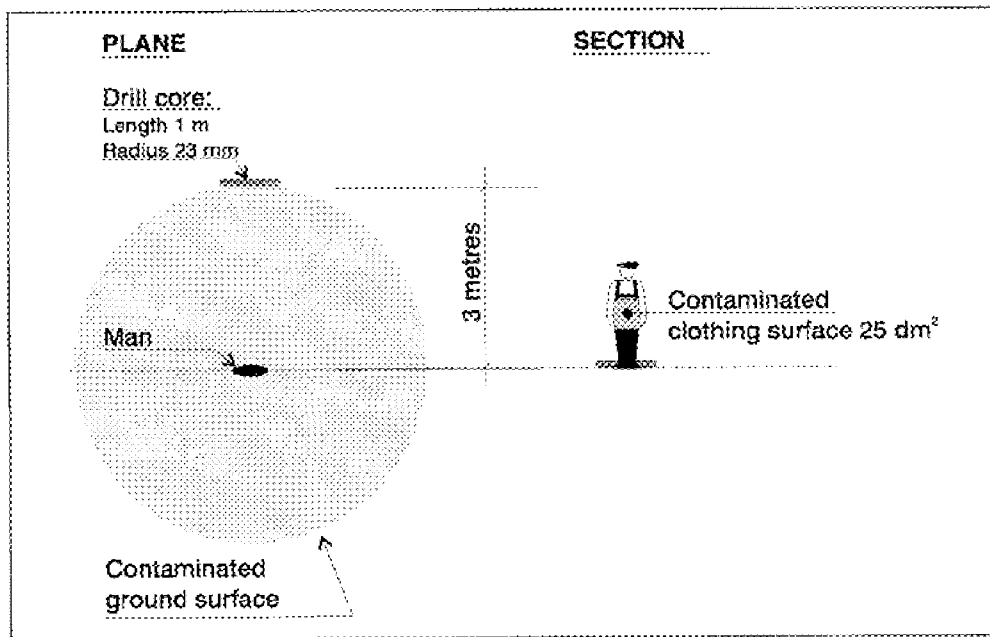 PLANE
SECTION
Drill core:
Length 1 m
Radius 23 mm
3 metres
Man
Contaminated
clothing surface 25 dm²
Contaminated
ground surface